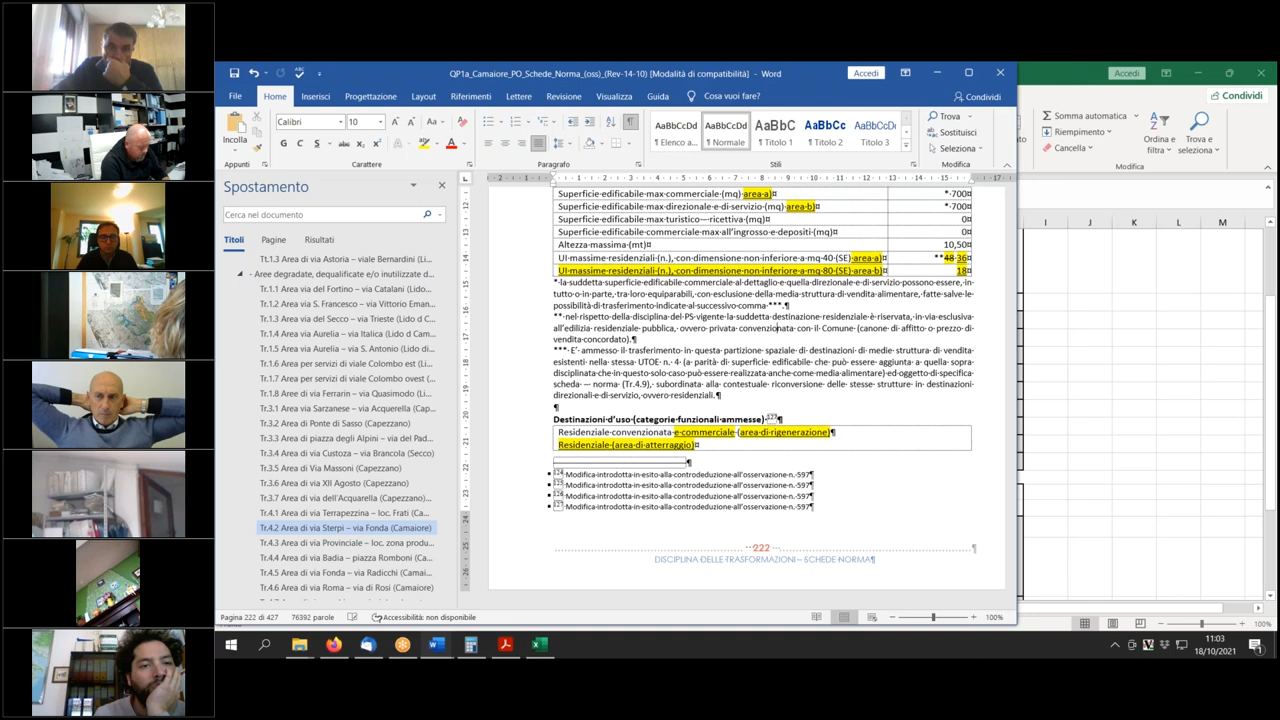 QP1a_Camaiore_PO_Schede_Norma_(oss)_(Rev-14-10) [Modalità di compatibilità] - Word
Accedi
Accedi
File Home Inserisci Progettazione Layout Riferimenti Lettere Revisione Visualizza Guida Cosa vuoi fare?
Condividi
Condividi
Incolla
Calibri 10
G C S
Appunti
Carattere
Paragrafo
AaBbCcDd AaBbCcDd AaBbC AaBbCc AaBbCcD
¶ Elenco a... ¶ Normale ¶ Titolo 1 ¶ Titolo 2 ¶ Titolo 3
Stili
Trova
Sostituisci
Seleziona
Modifica
Somma automatica
Riempimento
Cancella
Ordina e filtra
Trova e seleziona
Modifica
Spostamento
Cerca nel documento
Titoli Pagine Risultati
Tt.1.3 Area di via Astoria – viale Bernardini (Li...
Aree degradate, dequalificate e/o inutilizzate d...
Tr.1.1 Area via del Fortino – via Catalani (Lido...
Tr.1.2 Area via S. Francesco – via Vittorio Eman...
Tr.1.3 Area via del Secco – via Trieste (Lido di C...
Tr.1.4 Area via Aurelia – via Italica (Lido di Cam...
Tr.1.6 Area per servizi di viale Colombo est (Li...
Tr.1.7 Area per servizi di viale Colombo ovest (...
Tr.1.8 Area via Ferrarin – via Quasimodo (Lido...
Tr.3.1 Area via Sarzanese – via Acquerella (Cap...
Tr.3.2 Area di Ponte di Sasso (Capezzano)
Tr.3.3 Area di piazza degli Alpini – via del Pad...
Tr.3.4 Area di via Custoza – via Brancola (Secco)
Tr.3.5 Area di Via Massoni (Capezzano)
Tr.3.6 Area di via XII Agosto (Capezzano)
Tr.3.7 Area di via dell'Acquarella (Capezzano)
Tr.4.1 Area di via Terrapezzina – loc. Frati (Ca...
Tr.4.2 Area di via Sterpi – via Fonda (Camaiore)
Tr.4.3 Area di via Provinciale – loc. zona produ...
Tr.4.4 Area di via Badia – piazza Romboni (Cam...
Tr.4.5 Area di via Fonda – via Radicchi (Camai...
Tr.4.6 Area di via Roma – via di Rosi (Camaiore)
Superficie edificabile max commerciale (mq) area a)¤ * 700¤
Superficie edificabile max direzionale e di servizio (mq) area b)¤ * 700¤
Superficie edificabile max turistico – ricettiva (mq)¤ 0¤
Superficie edificabile commerciale max all'ingrosso e depositi (mq)¤ 0¤
Altezza massima (mt)¤ 10,50¤
UI massime residenziali (n.), con dimensione non inferiore a mq 40 (SE) area a)¤ **48 36¤
UI massime residenziali (n.), con dimensione non inferiore a mq 80 (SE) area b)¤ 18¤
* la suddetta superficie edificabile commerciale al dettaglio e quella direzionale e di servizio possono essere, in
tutto o in parte, tra loro equiparabili, con esclusione della media struttura di vendita alimentare, fatte salve le
possibilità di trasferimento indicate al successivo comma ***.¶
** nel rispetto della disciplina del PS vigente la suddetta destinazione residenziale è riservata, in via esclusiva
all'edilizia residenziale pubblica, ovvero privata convenzionata con il Comune (canone di affitto o prezzo di
vendita concordato).¶
*** E' ammesso il trasferimento in questa partizione spaziale di destinazioni di medie strutture di vendita
esistenti nella stessa UTOE n. 4 (a parità di superficie edificabile che può essere aggiunta a quella sopra
disciplinata che in questo solo caso può essere realizzata anche come media alimentare) ed oggetto di specifica
scheda – norma (Tr.4.9), subordinata alla contestuale riconversione delle stesse strutture in destinazioni
direzionali e di servizio, ovvero residenziali.¶
¶
Destinazioni d'uso (categorie funzionali ammesse) 127¶
Residenziale convenzionata e commerciale (area di rigenerazione)¶
Residenziale (area di atterraggio)¤
¶
124 Modifica introdotta in esito alla controdeduzione all'osservazione n. 597¶
125 Modifica introdotta in esito alla controdeduzione all'osservazione n. 597¶
126 Modifica introdotta in esito alla controdeduzione all'osservazione n. 597¶
127 Modifica introdotta in esito alla controdeduzione all'osservazione n. 597¶
222
¶
DISCIPLINA DELLE TRASFORMAZIONI – SCHEDE NORMA¶
I J K L M N
Pagina 222 di 427 76392 parole Accessibilità: non disponibile 100%
100%
11:03
18/10/2021